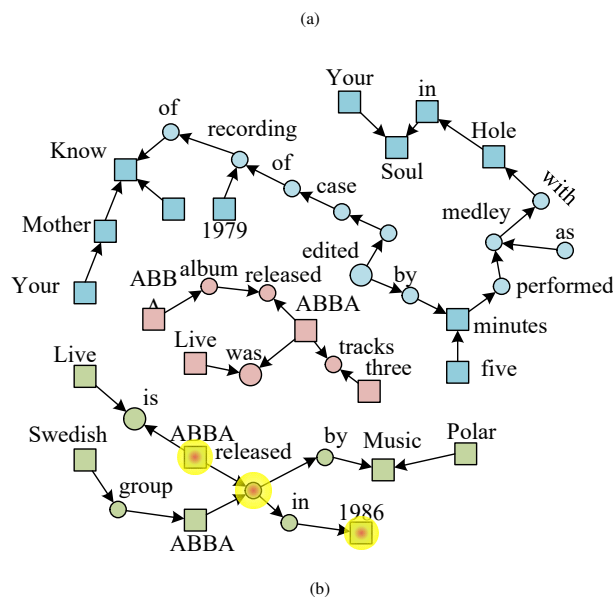 (a)
Your
in
of
recording
Hole
Know
of
Soul
case
with
medley
Mother
1979
as
edited
ABB
A
album
released
Your
by
performed
ABBA
minutes
Live
was
tracks
Live
three
five
is
Swedish
ABBA
released
by
Music
Polar
group
in
1986
ABBA
(b)